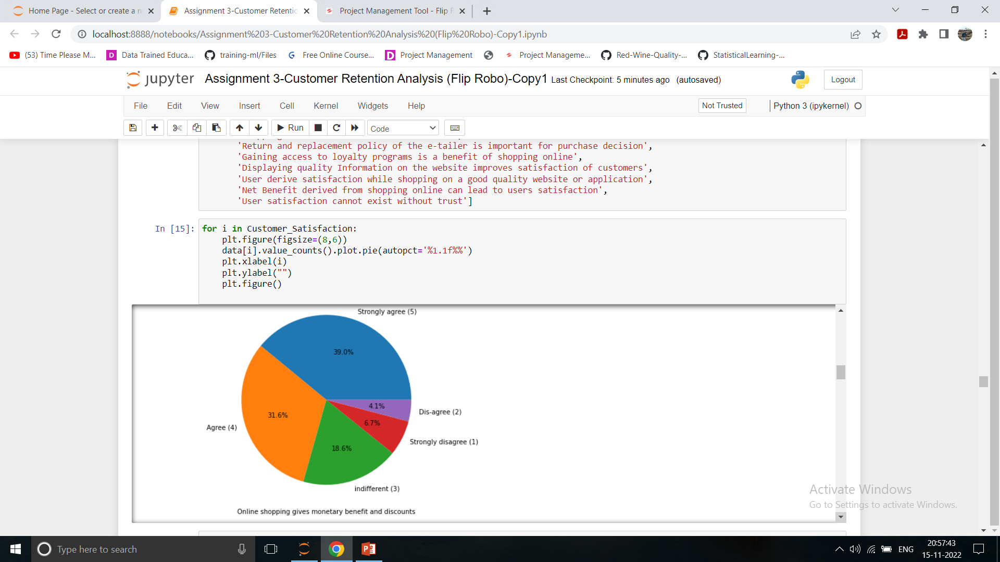 Home Page - Select or create a n
Assignment 3-Customer Retentio
Project Management Tool - Flip R
localhost:8888/notebooks/Assignment%203-Customer%20Retention%20Analysis%20(Flip%20Robo)-Copy1.ipynb
(53) Time Please M...
Data Trained Educa...
training-ml/Files
Free Online Course...
Project Management
Project Manageme...
Red-Wine-Quality-...
StatisticalLearning-...
jupyter Assignment 3-Customer Retention Analysis (Flip Robo)-Copy1 Last Checkpoint: 5 minutes ago (autosaved)
Logout
File Edit View Insert Cell Kernel Widgets Help
Not Trusted
Python 3 (ipykernel)
Run
Code
'Return and replacement policy of the e-tailer is important for purchase decision',
'Gaining access to loyalty programs is a benefit of shopping online',
'Displaying quality Information on the website improves satisfaction of customers',
'User derive satisfaction while shopping on a good quality website or application',
'Net Benefit derived from shopping online can lead to users satisfaction',
'User satisfaction cannot exist without trust']
In [15]: for i in Customer_Satisfaction:
plt.figure(figsize=(8,6))
data[i].value_counts().plot.pie(autopct='%1.1f%%')
plt.xlabel(i)
plt.ylabel("")
plt.figure()
Strongly agree (5)
39.0%
4.1%
Dis-agree (2)
31.6%
6.7%
Agree (4)
Strongly disagree (1)
18.6%
indifferent (3)
Online shopping gives monetary benefit and discounts
Activate Windows
Go to Settings to activate Windows.
Type here to search
ENG
20:57:43
15-11-2022